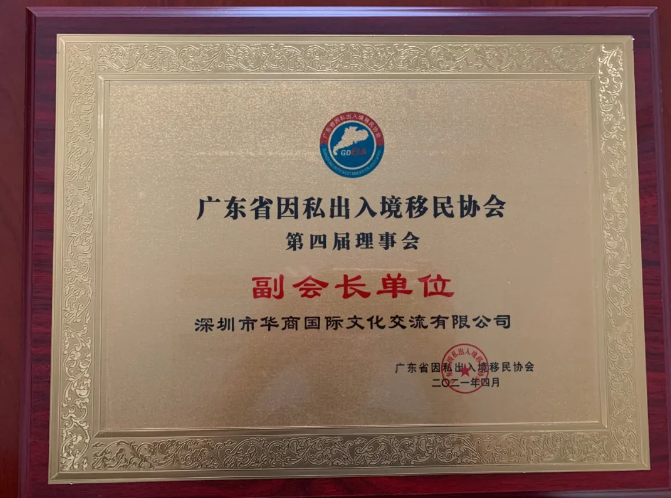 广东省因私出入境移民协会
第四届理事会
副会长单位
深圳市华商国际文化交流有限公司
广东省因私出入境移民协会
二〇二一年四月